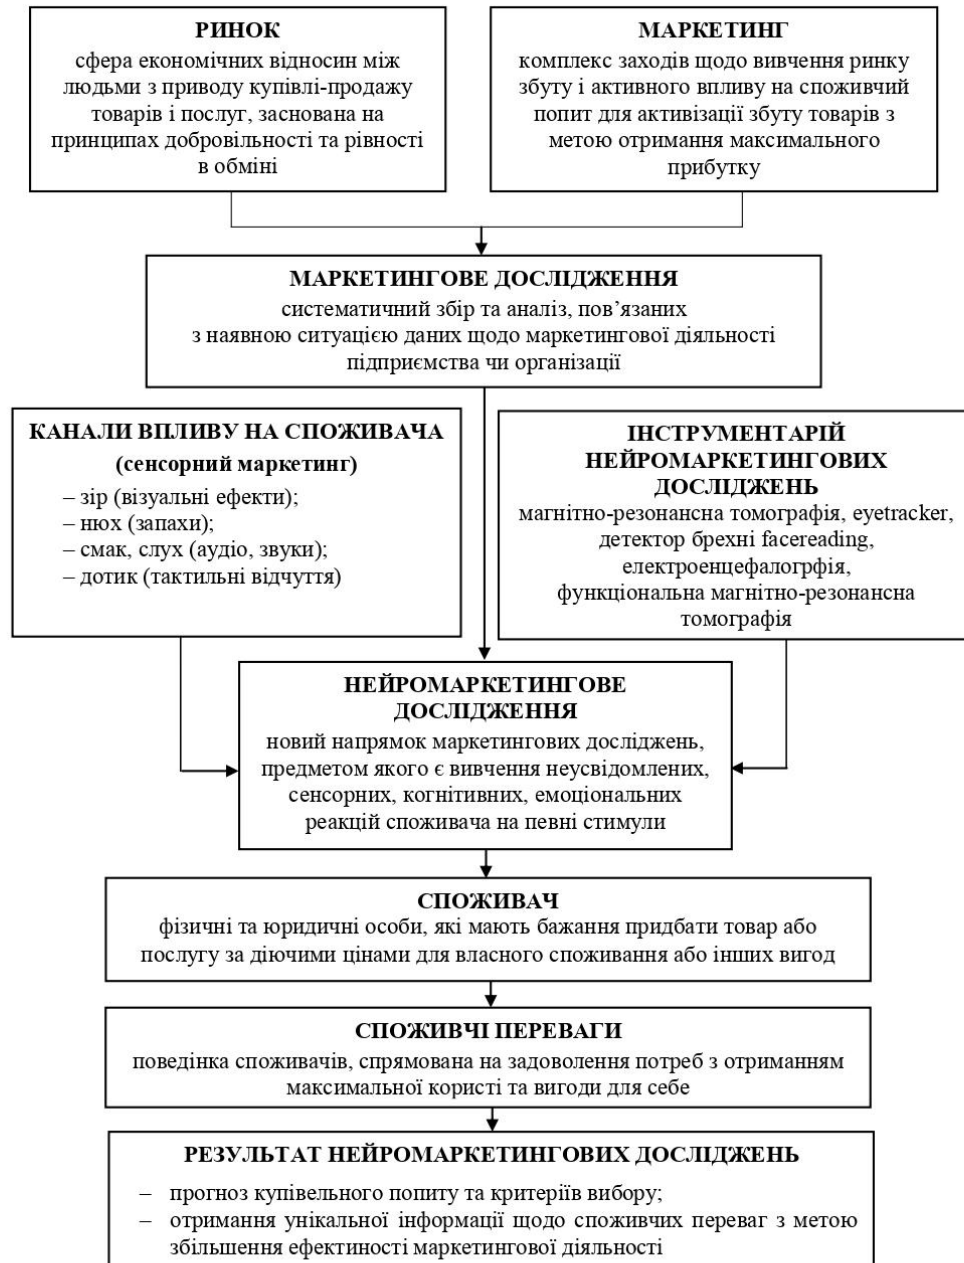 РИНОК
сфера економічних відносин між
людьми з приводу купівлі-продажу
товарів і послуг, заснована на
принципах добровільності та рівності
в обміні
МАРКЕТИНГ
комплекс заходів щодо вивчення ринку
збуту і активного впливу на споживчий
попит для активізації збуту товарів з
метою отримання максимального
прибутку
МАРКЕТИНГОВЕ ДОСЛІДЖЕННЯ
систематичний збір та аналіз, пов’язаних
з наявною ситуацією даних щодо маркетингової діяльності
підприємства чи організації
КАНАЛИ ВПЛИВУ НА СПОЖИВАЧА
(сенсорний маркетинг)
– зір (візуальні ефекти);
– нюх (запахи);
– смак, слух (аудіо, звуки);
– дотик (тактильні відчуття)
ІНСТРУМЕНТАРІЙ
НЕЙРОМАРКЕТИНГОВИХ
ДОСЛІДЖЕНЬ
магнітно-резонансна томографія, eyetracker,
детектор брехні facereading,
електроенцефалогрфія,
функціональна магнітно-резонансна
томографія
НЕЙРОМАРКЕТИНГОВЕ
ДОСЛІДЖЕННЯ
новий напрямок маркетингових досліджень,
предметом якого є вивчення неусвідомлених,
сенсорних, когнітивних, емоціональних
реакцій споживача на певні стимули
СПОЖИВАЧ
фізичні та юридичні особи, які мають бажання придбати товар або
послугу за діючими цінами для власного споживання або інших вигод
СПОЖИВЧІ ПЕРЕВАГИ
поведінка споживачів, спрямована на задоволення потреб з отриманням
максимальної користі та вигоди для себе
РЕЗУЛЬТАТ НЕЙРОМАРКЕТИНГОВИХ ДОСЛІДЖЕНЬ
– прогноз купівельного попиту та критеріїв вибору;
– отримання унікальної інформації щодо споживчих переваг з метою
збільшення ефектиності маркетингової діяльності